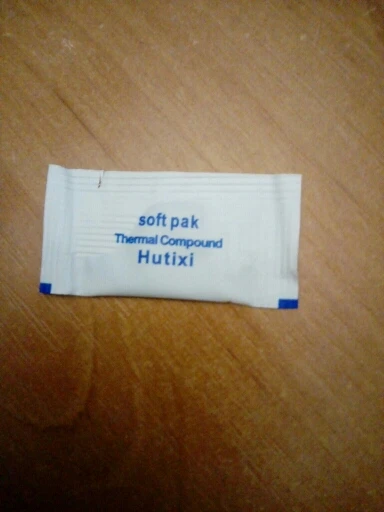 soft pak
Thermal Compound
Hutixi